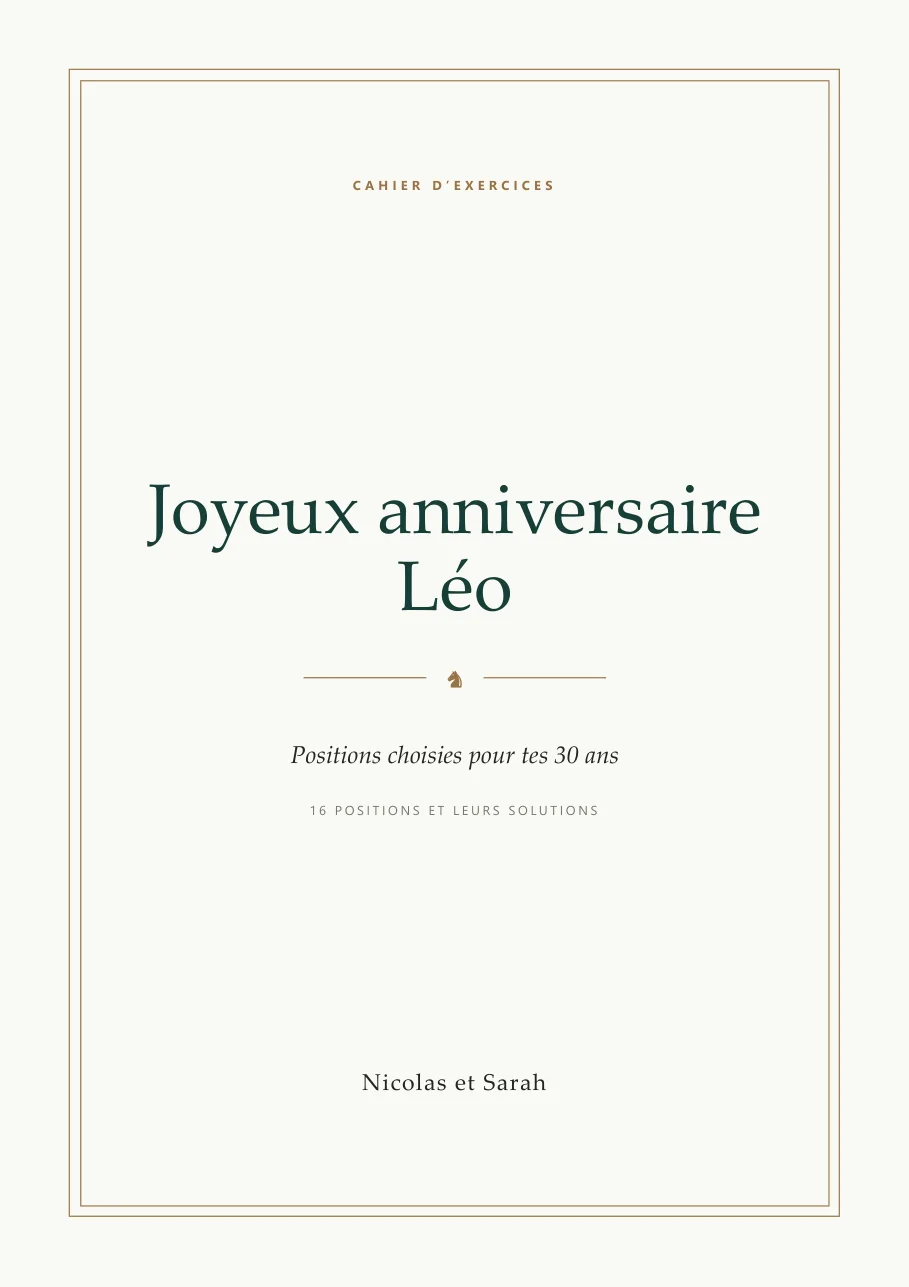 CAHIER D’EXERCICES
Joyeux anniversaire
Léo
Positions choisies pour tes 30 ans
16 POSITIONS ET LEURS SOLUTIONS
Nicolas et Sarah